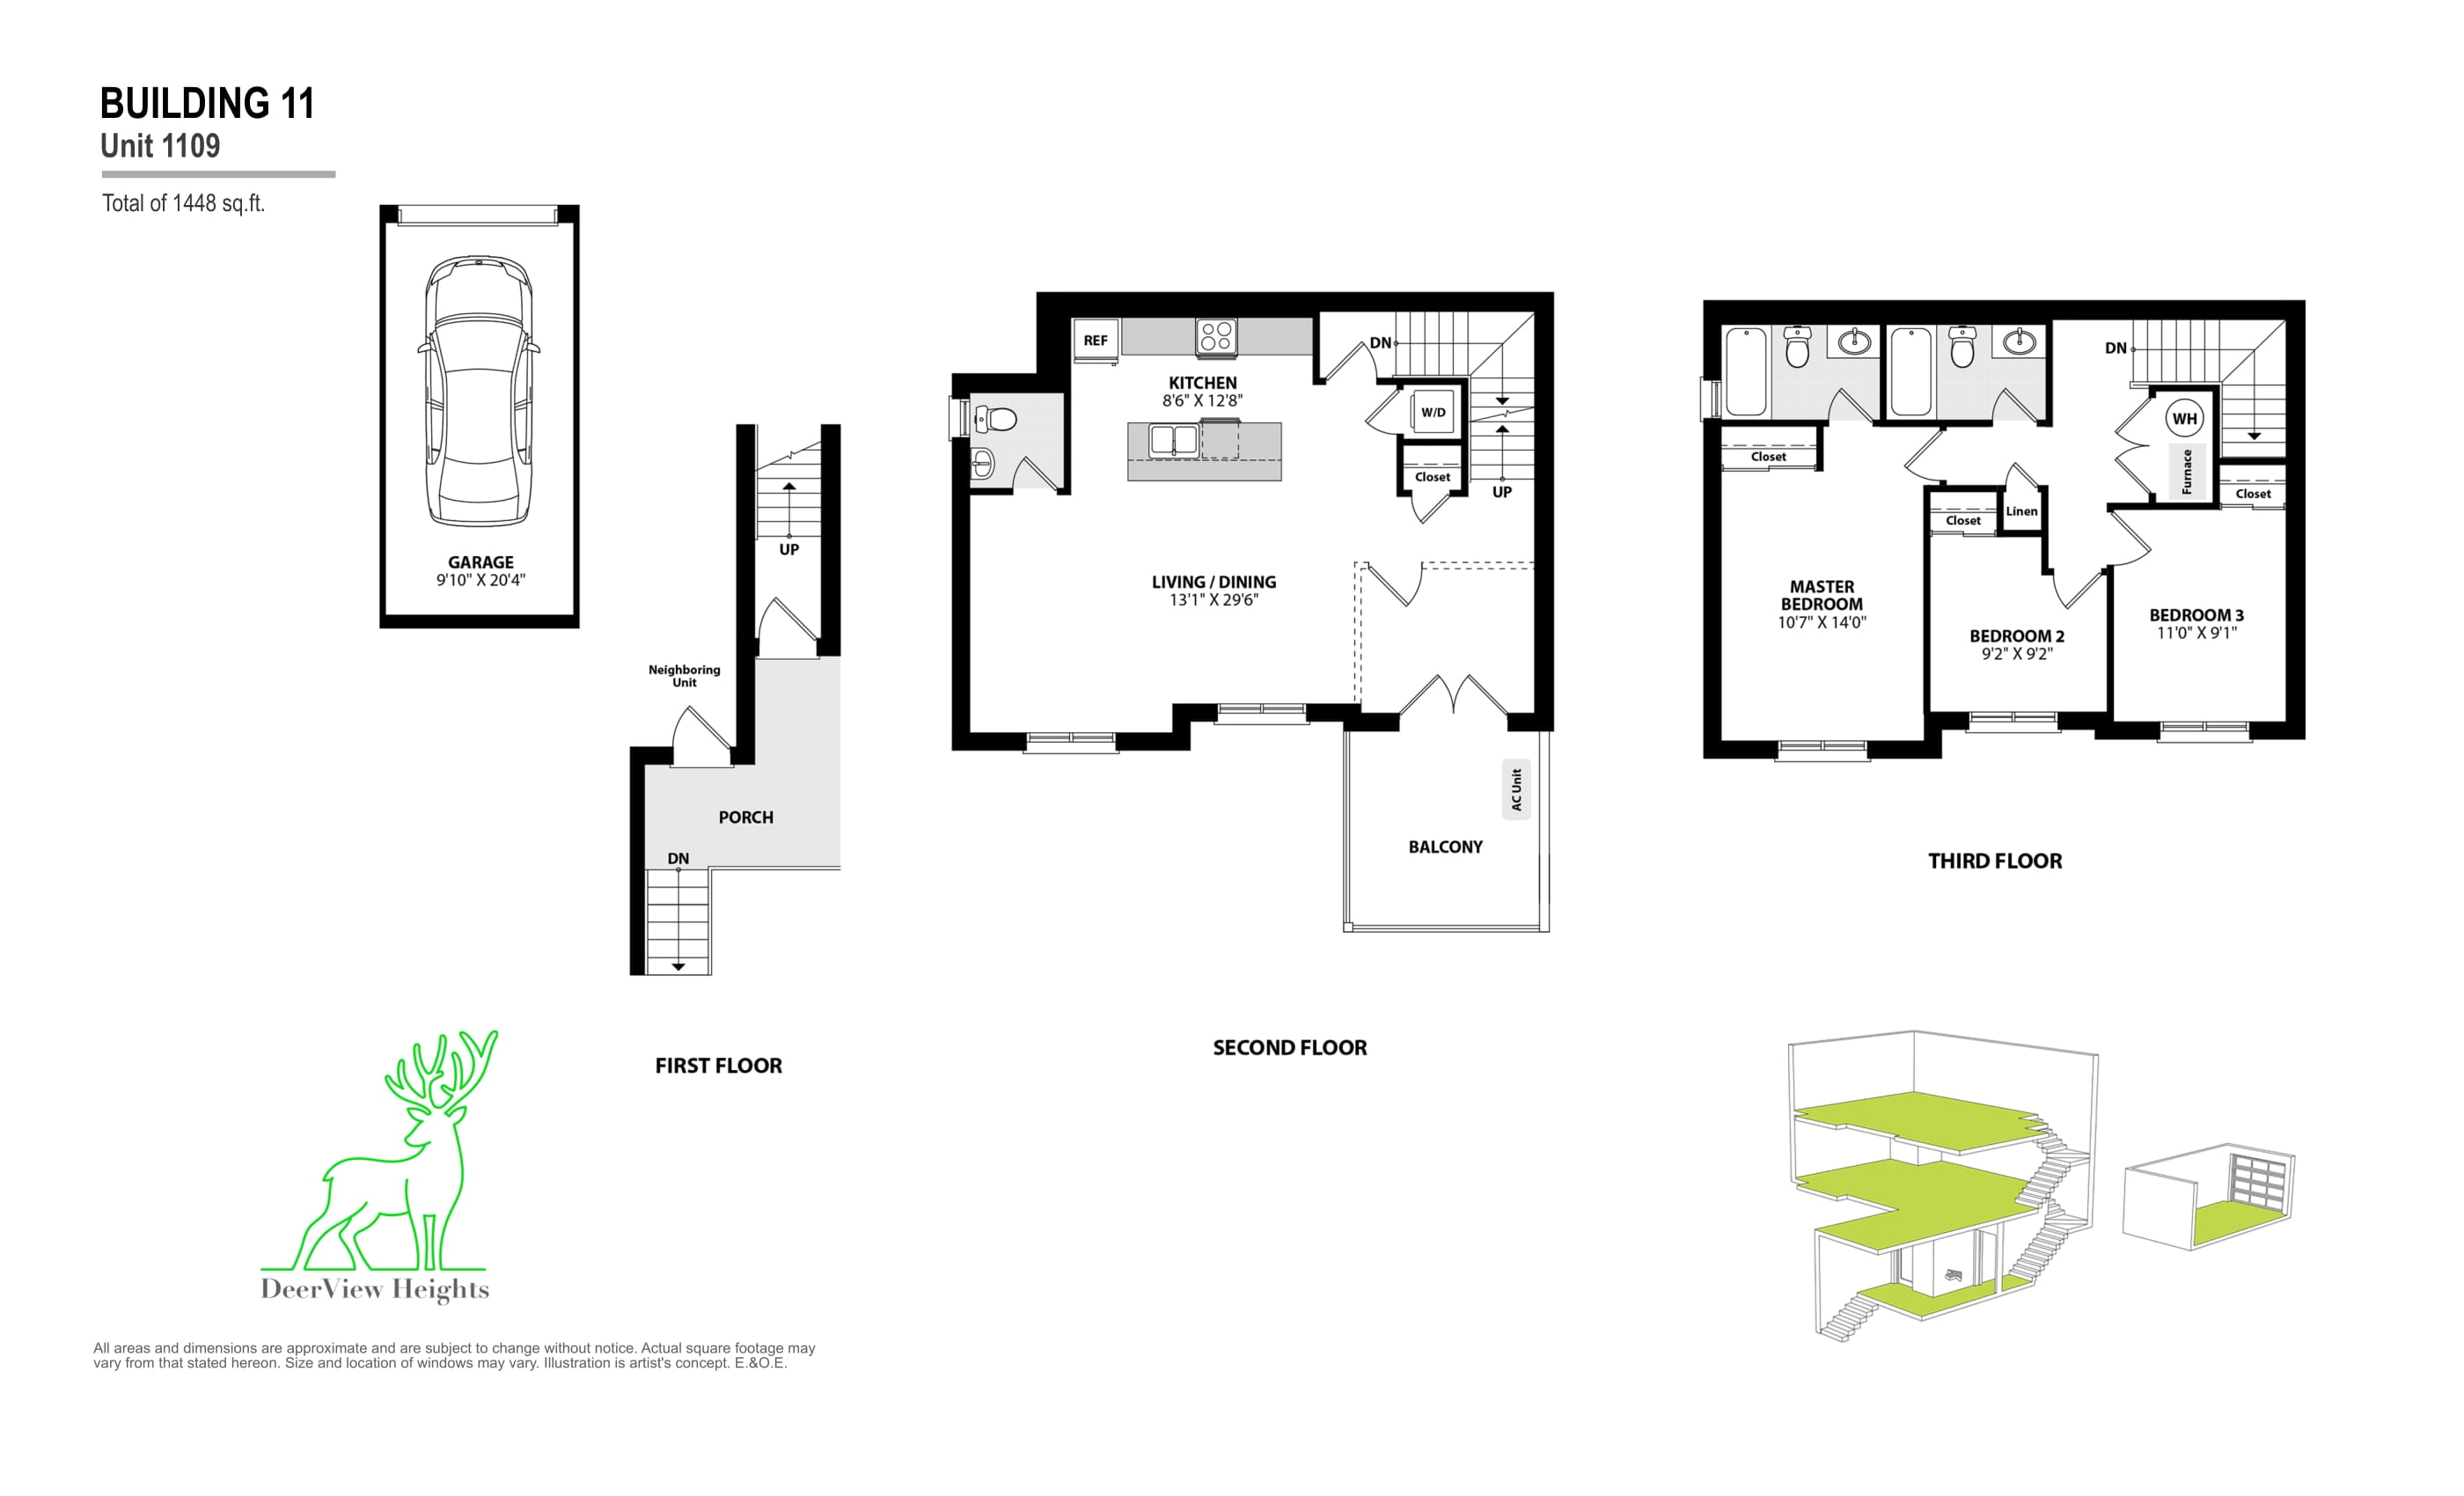 BUILDING 11
Unit 1109
Total of 1448 sq.ft.
GARAGE
9'10" X 20'4"
UP
Neighboring
Unit
PORCH
DN
FIRST FLOOR
REF
KITCHEN
8'6" X 12'8"
DN
W/D
Closet
UP
LIVING / DINING
13'1" X 29'6"
AC Unit
BALCONY
SECOND FLOOR
DN
WH
Furnace
Closet
Closet
Closet
Linen
MASTER
BEDROOM
10'7" X 14'0"
BEDROOM 2
9'2" X 9'2"
BEDROOM 3
11'0" X 9'1"
THIRD FLOOR
DeerView Heights
All areas and dimensions are approximate and are subject to change without notice. Actual square footage may
vary from that stated hereon. Size and location of windows may vary. Illustration is artist's concept. E.&O.E.